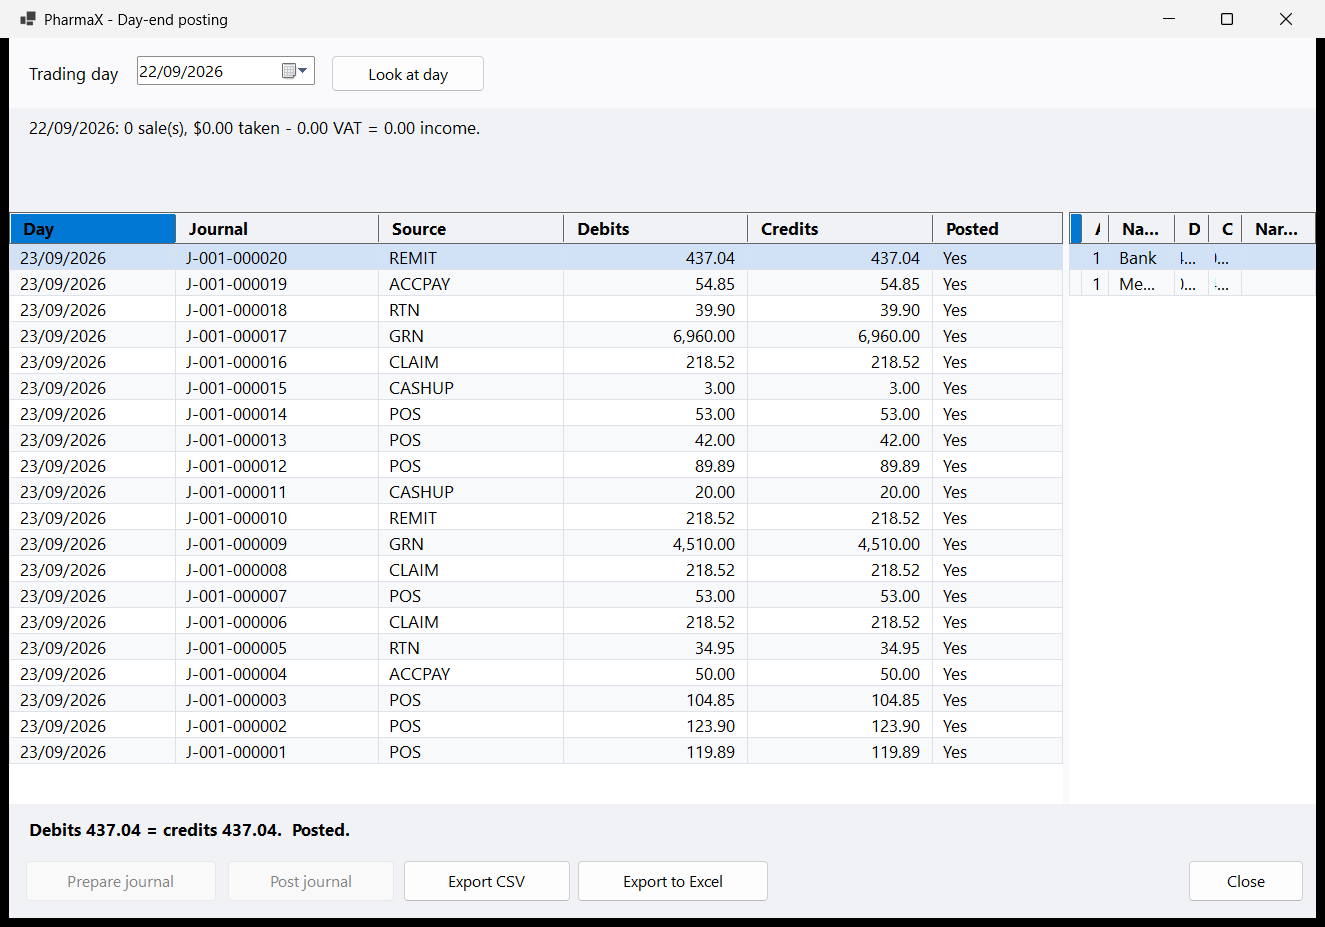 PharmaX - Day-end posting
Trading day 22/09/2026 Look at day
22/09/2026: 0 sale(s), $0.00 taken - 0.00 VAT = 0.00 income.
Day Journal Source Debits Credits Posted Na... D C Nar...
23/09/2026 J-001-000020 REMIT 437.04 437.04 Yes 1 Bank ... ...
23/09/2026 J-001-000019 ACCPAY 54.85 54.85 Yes 1 Me... ... ...
23/09/2026 J-001-000018 RTN 39.90 39.90 Yes
23/09/2026 J-001-000017 GRN 6,960.00 6,960.00 Yes
23/09/2026 J-001-000016 CLAIM 218.52 218.52 Yes
23/09/2026 J-001-000015 CASHUP 3.00 3.00 Yes
23/09/2026 J-001-000014 POS 53.00 53.00 Yes
23/09/2026 J-001-000013 POS 42.00 42.00 Yes
23/09/2026 J-001-000012 POS 89.89 89.89 Yes
23/09/2026 J-001-000011 CASHUP 20.00 20.00 Yes
23/09/2026 J-001-000010 REMIT 218.52 218.52 Yes
23/09/2026 J-001-000009 GRN 4,510.00 4,510.00 Yes
23/09/2026 J-001-000008 CLAIM 218.52 218.52 Yes
23/09/2026 J-001-000007 POS 53.00 53.00 Yes
23/09/2026 J-001-000006 CLAIM 218.52 218.52 Yes
23/09/2026 J-001-000005 RTN 34.95 34.95 Yes
23/09/2026 J-001-000004 ACCPAY 50.00 50.00 Yes
23/09/2026 J-001-000003 POS 104.85 104.85 Yes
23/09/2026 J-001-000002 POS 123.90 123.90 Yes
23/09/2026 J-001-000001 POS 119.89 119.89 Yes
Debits 437.04 = credits 437.04. Posted.
Prepare journal Post journal Export CSV Export to Excel Close